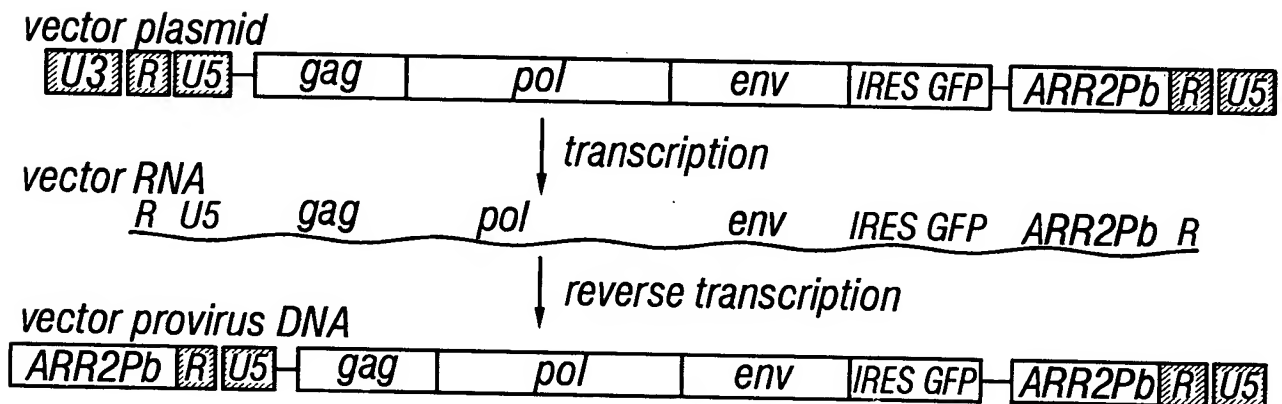 vector plasmid
U3 R U5 gag pol env IRES GFP ARR2Pb R U5
transcription
vector RNA
R U5 gag pol env IRES GFP ARR2Pb R
reverse transcription
vector provirus DNA
ARR2Pb R U5 gag pol env IRES GFP ARR2Pb R U5